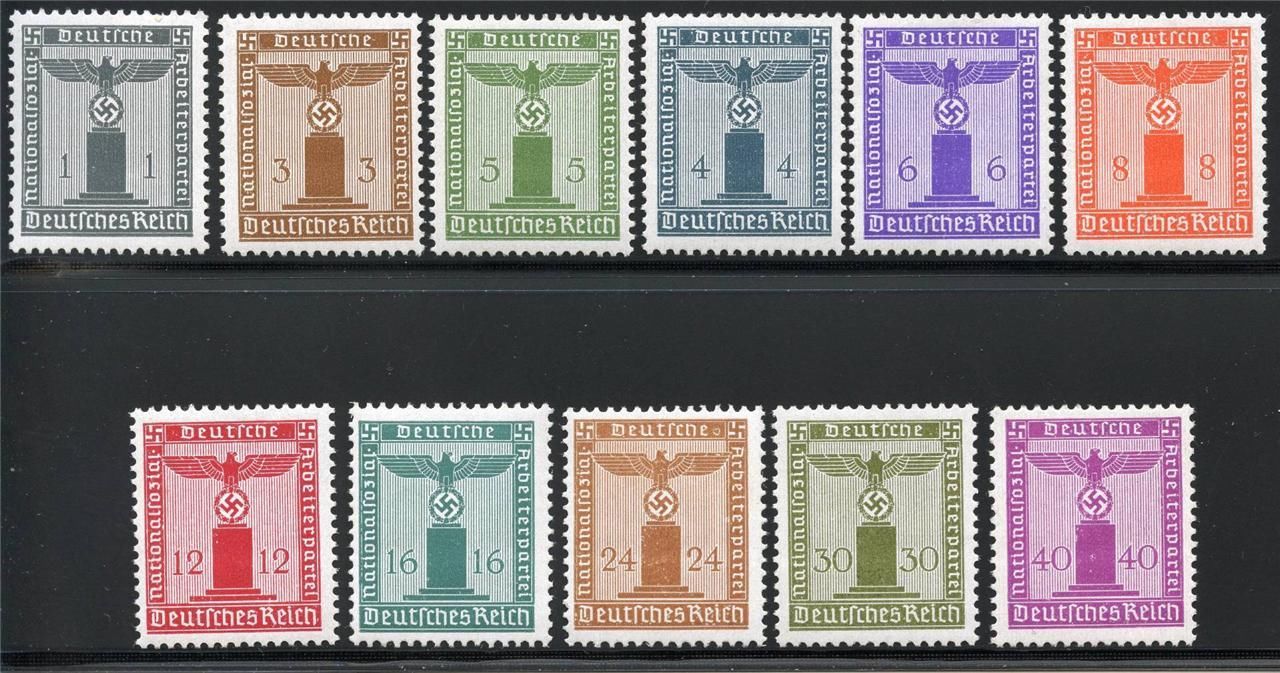 nationalſozial.
Deutſche
Arbeiterpartei
1 1
Deutſches Reich
nationalſozial.
Deutſche
Arbeiterpartei
3 3
Deutſches Reich
nationalſozial.
Deutſche
Arbeiterpartei
5 5
Deutſches Reich
nationalſozial.
Deutſche
Arbeiterpartei
4 4
Deutſches Reich
nationalſozial.
Deutſche
Arbeiterpartei
6 6
Deutſches Reich
nationalſozial.
Deutſche
Arbeiterpartei
8 8
Deutſches Reich
nationalſozial.
Deutſche
Arbeiterpartei
12 12
Deutſches Reich
nationalſozial.
Deutſche
Arbeiterpartei
16 16
Deutſches Reich
nationalſozial.
Deutſche
Arbeiterpartei
24 24
Deutſches Reich
nationalſozial.
Deutſche
Arbeiterpartei
30 30
Deutſches Reich
nationalſozial.
Deutſche
Arbeiterpartei
40 40
Deutſches Reich